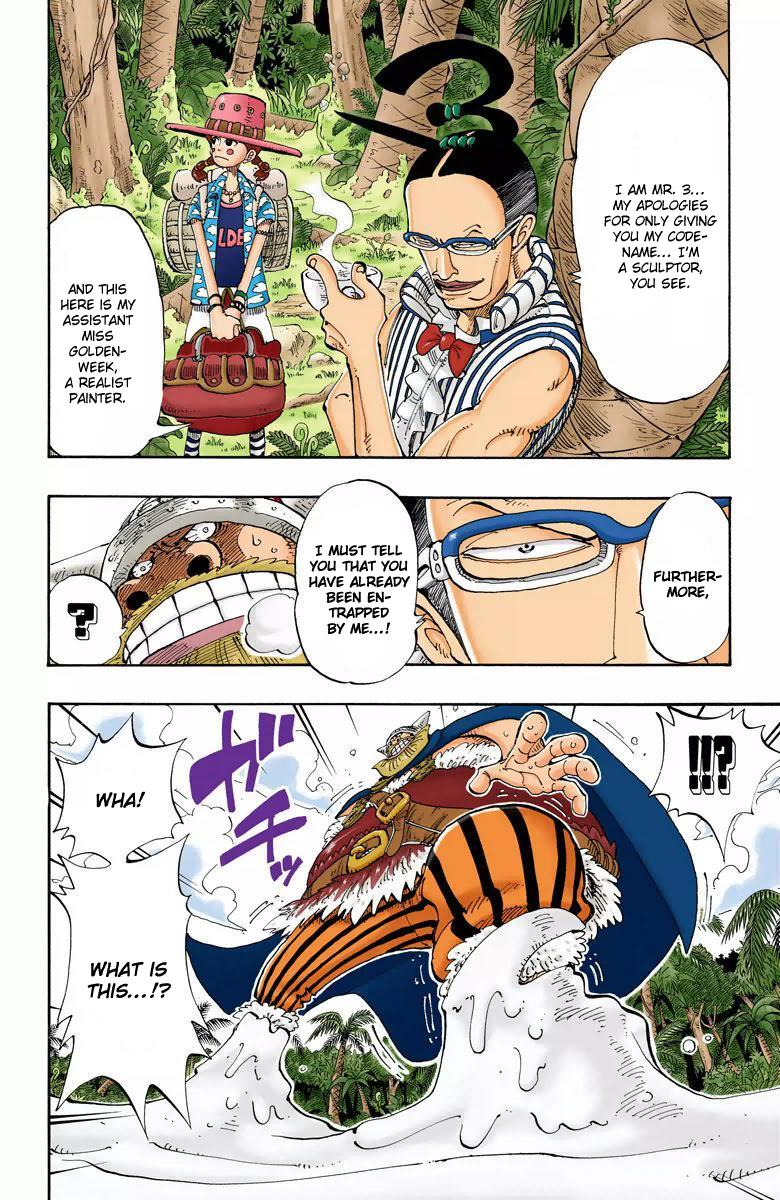 I AM MR. 3...
MY APOLOGIES
FOR ONLY GIVING
YOU MY CODE-
NAME... I'M
A SCULPTOR,
YOU SEE.
AND THIS
HERE IS MY
ASSISTANT
MISS
GOLDEN-
WEEK,
A REALIST
PAINTER.
LDE
FURTHER-
MORE,
I MUST TELL
YOU THAT YOU
HAVE ALREADY
BEEN EN-
TRAPPED
BY ME...!
?
!!!?
ガチッ
WHA!
WHAT IS
THIS...!?